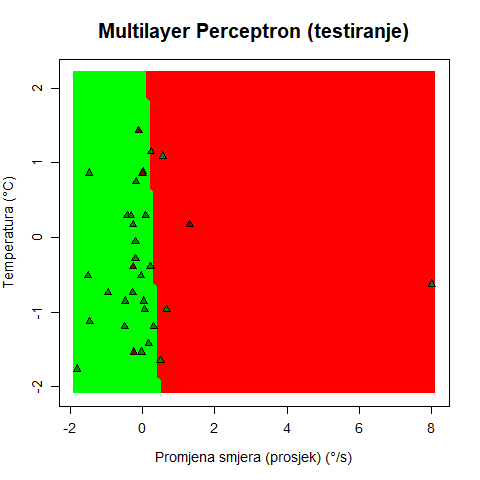 Multilayer Perceptron (testiranje)
Temperatura (°C)
2
1
0
-1
-2
-2 0 2 4 6 8
Promjena smjera (prosjek) (°/s)